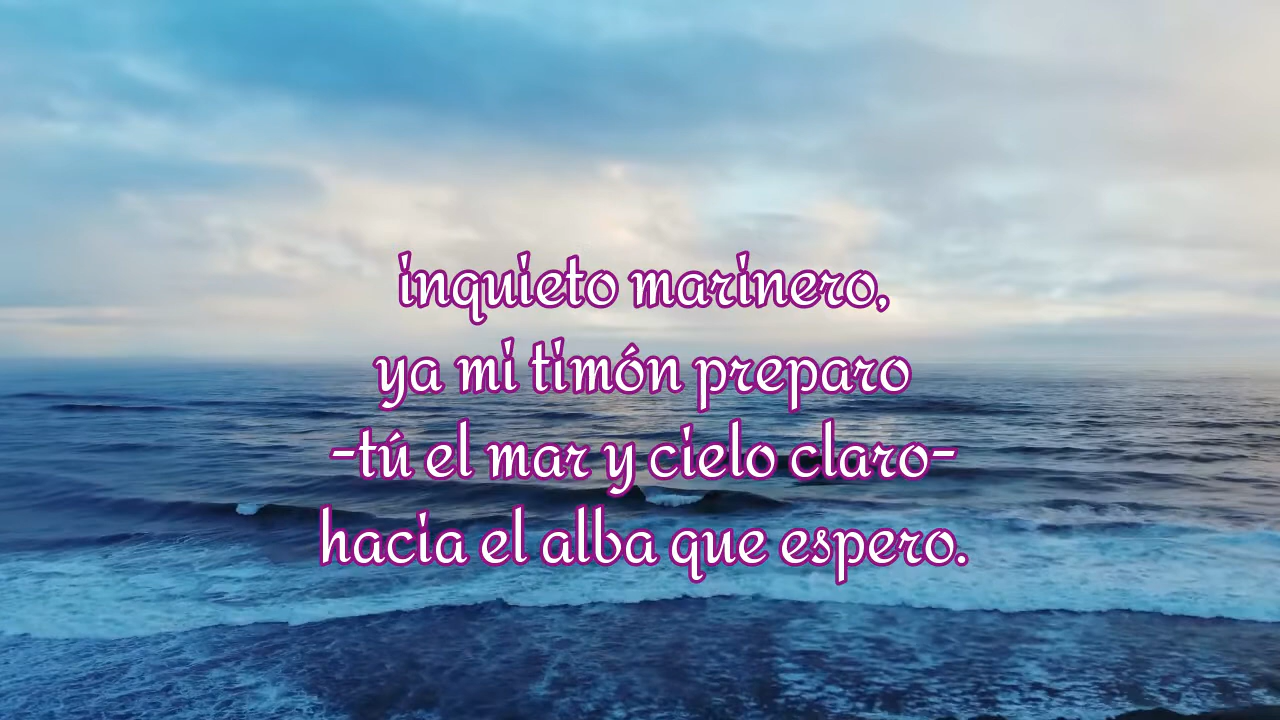 inquieto marinero,
ya mi timón preparo
-tú el mar y cielo claro-
hacia el alba que espero.